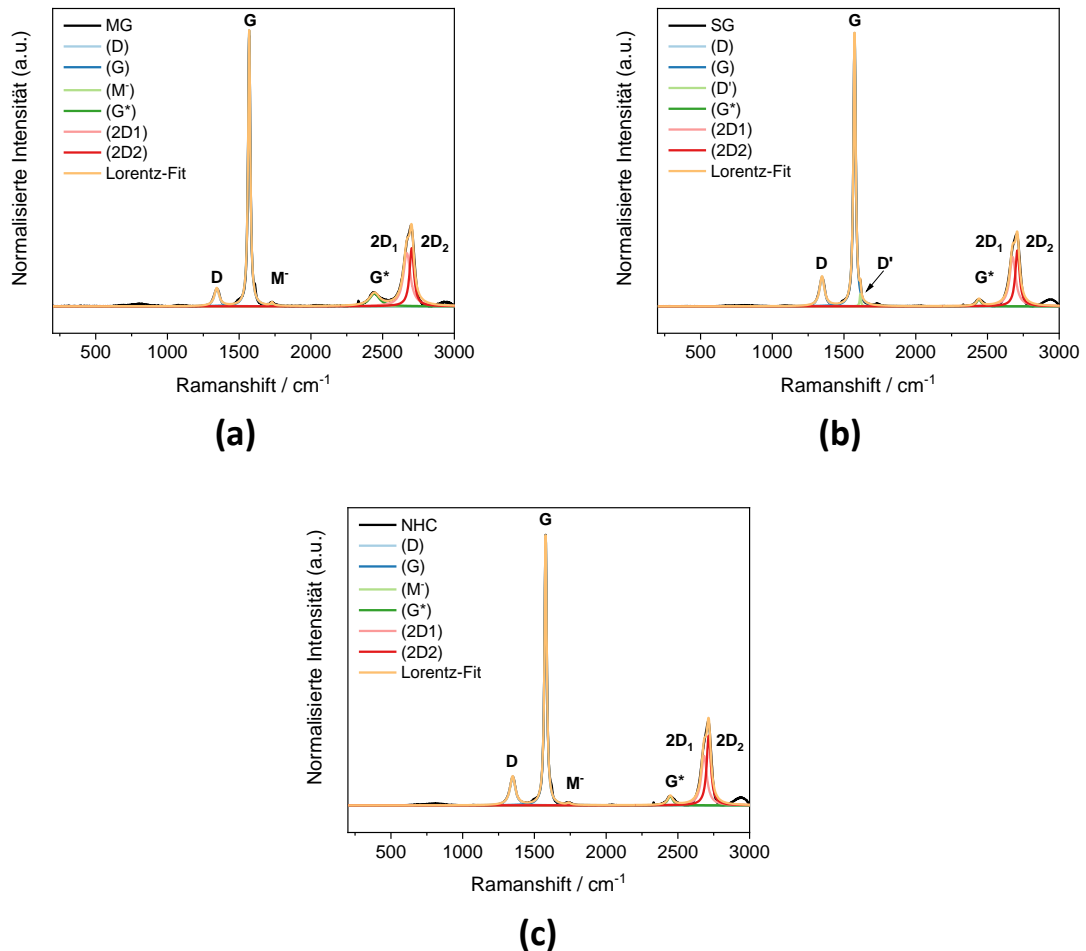 Normalisierte Intensität (a.u.)
MG
(D)
(G)
(M⁻)
(G*)
(2D1)
(2D2)
Lorentz-Fit
G
D
M⁻
G*
2D₁
2D₂
500 1000 1500 2000 2500 3000
Ramanshift / cm⁻¹
(a)
Normalisierte Intensität (a.u.)
SG
(D)
(G)
(D')
(G*)
(2D1)
(2D2)
Lorentz-Fit
G
D
D'
G*
2D₁
2D₂
500 1000 1500 2000 2500 3000
Ramanshift / cm⁻¹
(b)
Normalisierte Intensität (a.u.)
NHC
(D)
(G)
(M⁻)
(G*)
(2D1)
(2D2)
Lorentz-Fit
G
D
M⁻
G*
2D₁
2D₂
500 1000 1500 2000 2500 3000
Ramanshift / cm⁻¹
(c)